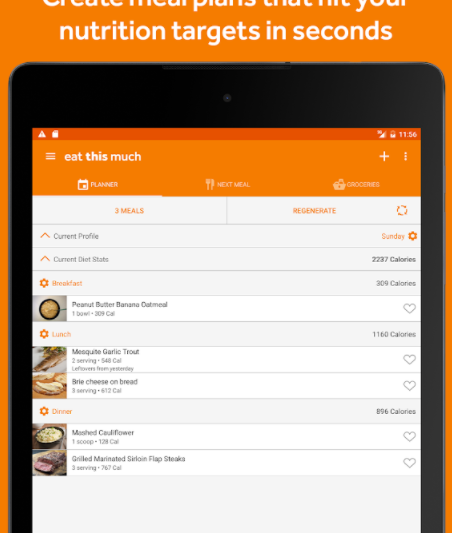 Create meal plans that hit your
nutrition targets in seconds
11:56
eat this much
PLANNER
NEXT MEAL
GROCERIES
3 MEALS
REGENERATE
Current Profile
Sunday
Current Diet Stats
2237 Calories
Breakfast
309 Calories
Peanut Butter Banana Oatmeal
1 bowl • 309 Cal
Lunch
1160 Calories
Mesquite Garlic Trout
2 serving • 548 Cal
Leftovers from yesterday
Brie cheese on bread
3 serving • 612 Cal
Dinner
896 Calories
Mashed Cauliflower
1 scoop • 128 Cal
Grilled Marinated Sirloin Flap Steaks
3 serving • 767 Cal